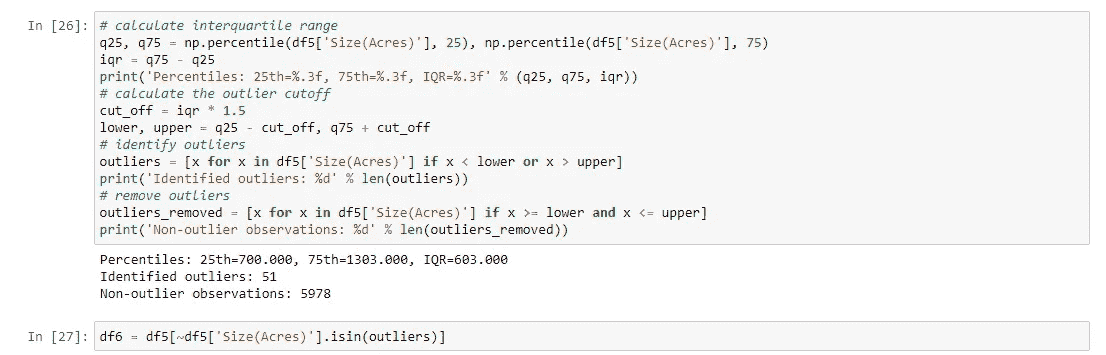 In [26]: # calculate interquartile range
q25, q75 = np.percentile(df5['Size(Acres)'], 25), np.percentile(df5['Size(Acres)'], 75)
iqr = q75 - q25
print('Percentiles: 25th=%.3f, 75th=%.3f, IQR=%.3f' % (q25, q75, iqr))
# calculate the outlier cutoff
cut_off = iqr * 1.5
lower, upper = q25 - cut_off, q75 + cut_off
# identify outliers
outliers = [x for x in df5['Size(Acres)'] if x < lower or x > upper]
print('Identified outliers: %d' % len(outliers))
# remove outliers
outliers_removed = [x for x in df5['Size(Acres)'] if x >= lower and x <= upper]
print('Non-outlier observations: %d' % len(outliers_removed))
Percentiles: 25th=700.000, 75th=1303.000, IQR=603.000
Identified outliers: 51
Non-outlier observations: 5978
In [27]: df6 = df5[~df5['Size(Acres)'].isin(outliers)]